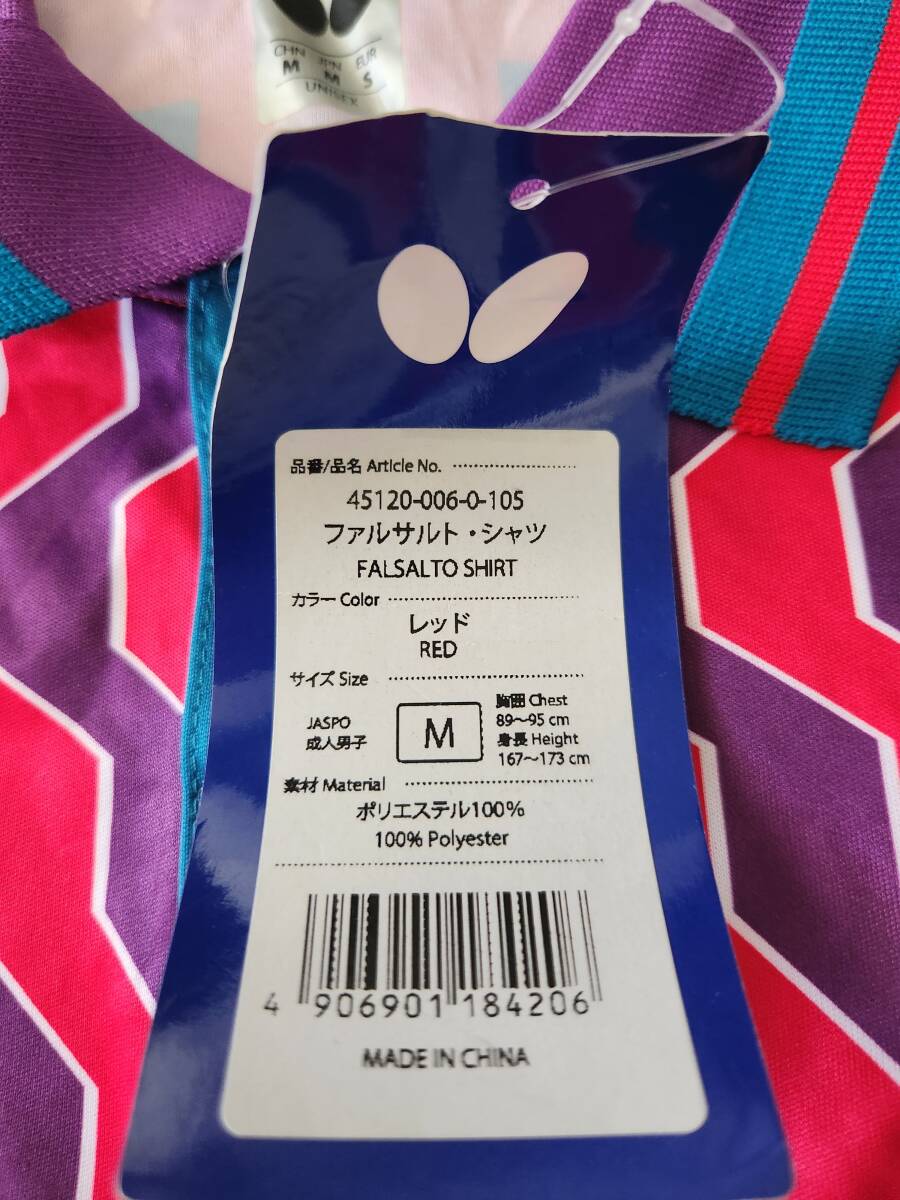 CHN JPN EUR
M M S
UNISEX
品番/品名 Article No.
45120-006-0-105
ファルサルト・シャツ
FALSALTO SHIRT
カラー Color
レッド
RED
サイズ Size
JASPO
成人男子
M
胸囲 Chest
89～95 cm
身長 Height
167～173 cm
素材 Material
ポリエステル100%
100% Polyester
4 906901 184206
MADE IN CHINA